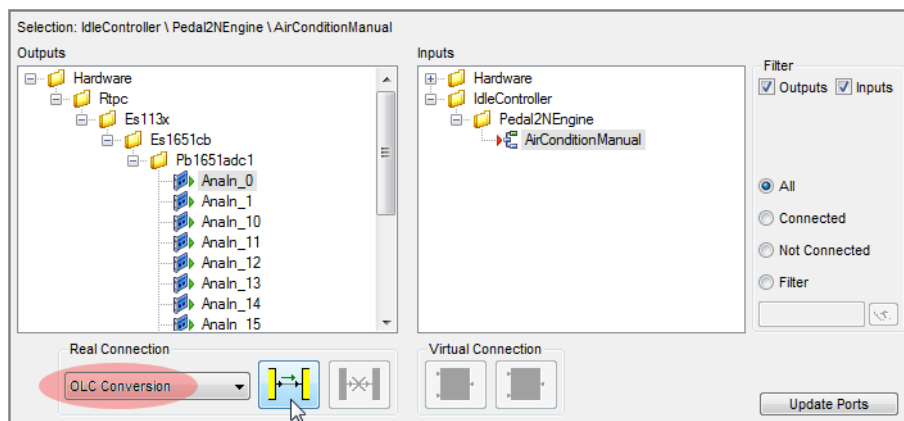 Selection: IdleController \ Pedal2NEngine \ AirConditionManual
Outputs
Inputs
Filter
Outputs
Inputs
Hardware
Rtpc
Es113x
Es1651cb
Pb1651adc1
AnaIn_0
AnaIn_1
AnaIn_10
AnaIn_11
AnaIn_12
AnaIn_13
AnaIn_14
AnaIn_15
Hardware
IdleController
Pedal2NEngine
AirConditionManual
All
Connected
Not Connected
Filter
Real Connection
OLC Conversion
Virtual Connection
Update Ports